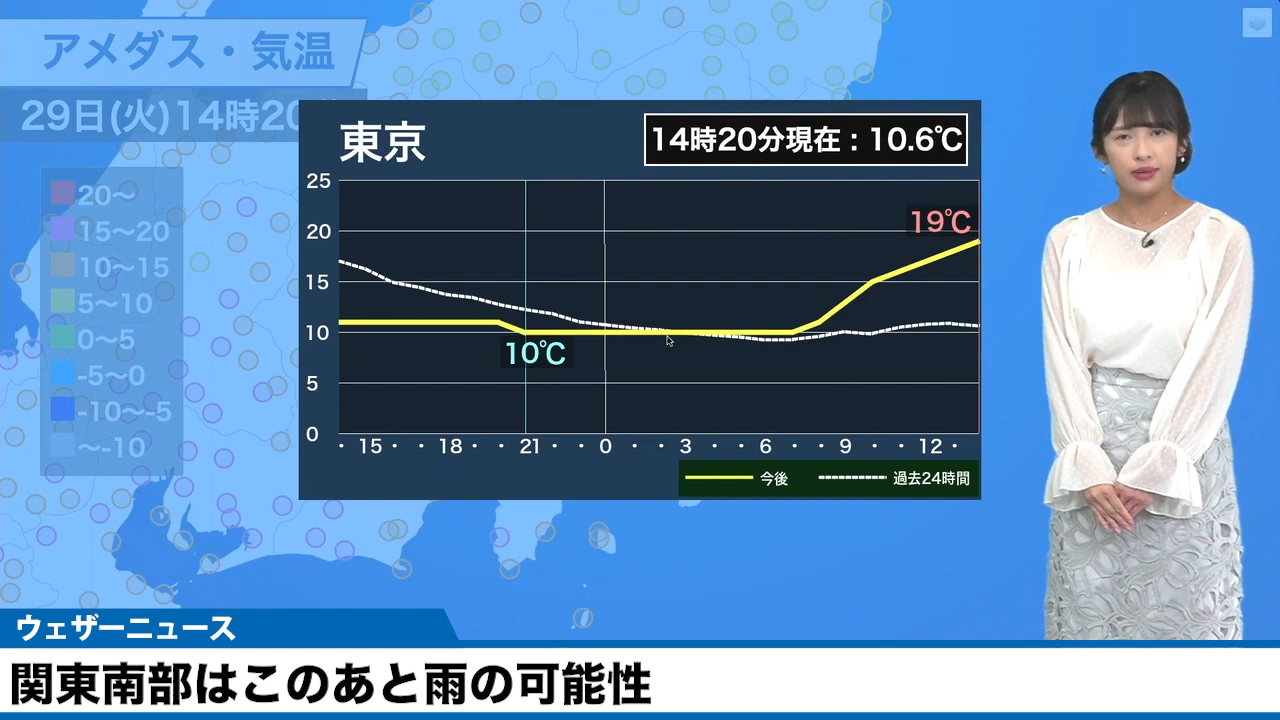 アメダス・気温
29日(火)14時20
20〜
15〜20
10〜15
5〜10
0〜5
-5〜0
-10〜-5
〜-10
東京
14時20分現在：10.6℃
25
20
15
10
5
0
19℃
10℃
15 18 21 0 3 6 9 12
今後 過去24時間
ウェザーニュース
関東南部はこのあと雨の可能性